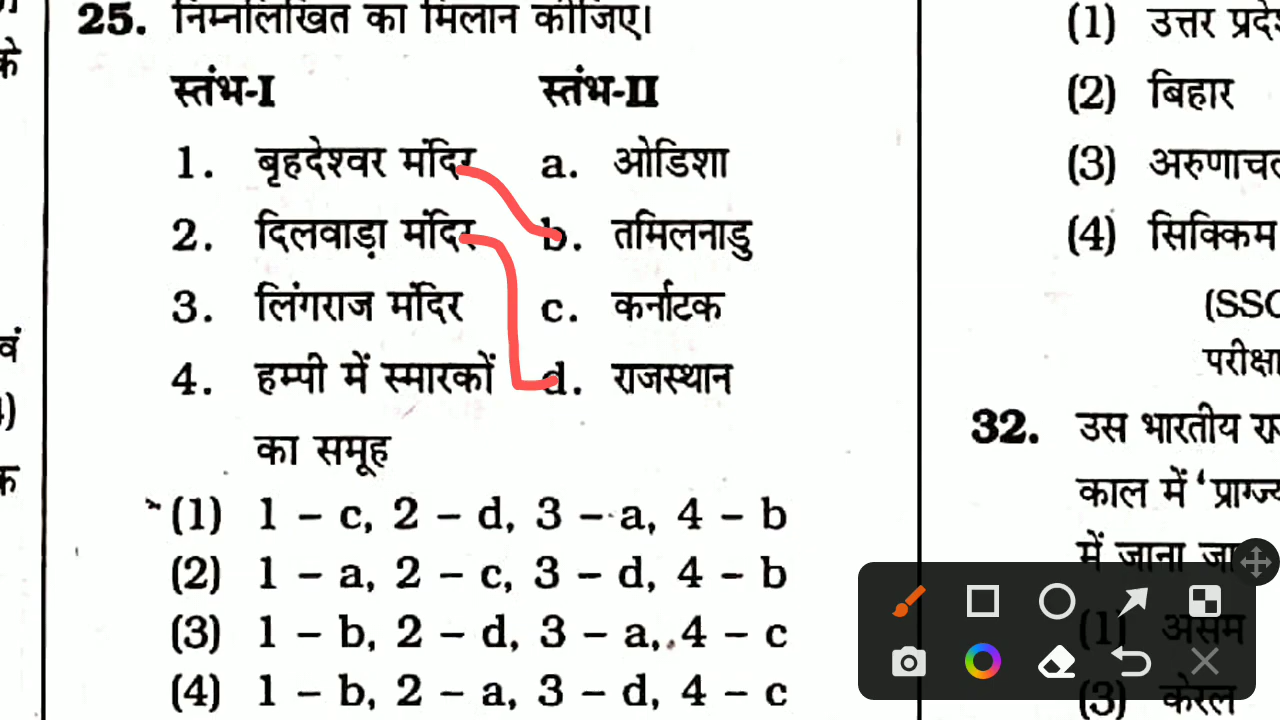 के
वं
क
25. निम्नलिखित का मिलान कीजिए।
स्तंभ-I स्तंभ-II
1. बृहदेश्वर मंदिर a. ओडिशा
2. दिलवाड़ा मंदिर b. तमिलनाडु
3. लिंगराज मंदिर c. कर्नाटक
4. हम्पी में स्मारकों d. राजस्थान
का समूह
(1) 1 – c, 2 – d, 3 – a, 4 – b
(2) 1 – a, 2 – c, 3 – d, 4 – b
(3) 1 – b, 2 – d, 3 – a, 4 – c
(4) 1 – b, 2 – a, 3 – d, 4 – c
(1) उत्तर
(2) बिहार
(3)
(4) सिक्किम
(SSC
परीक्षा
32. उस भारतीय
काल में
में जाना
(1) असम
(3) केरल